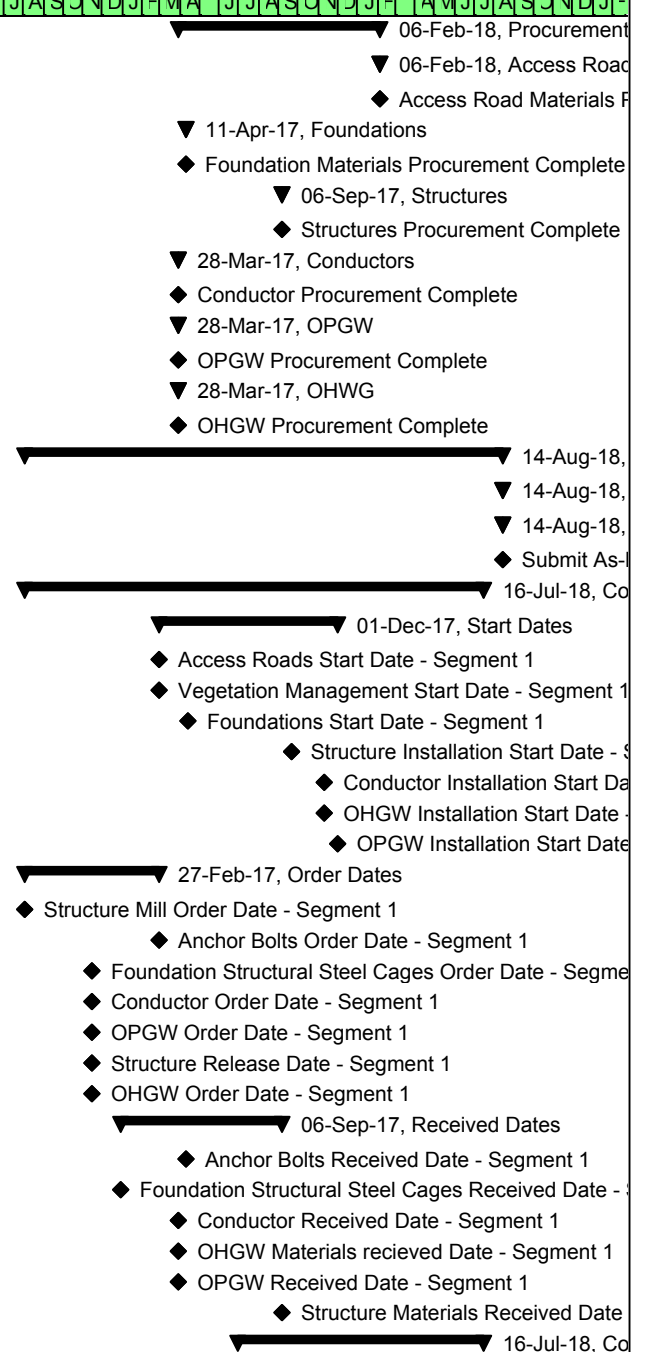 J A S O N D J F M A J J A S O N D J F A M J J A S O N D J
06-Feb-18, Procurement
06-Feb-18, Access Road
Access Road Materials
11-Apr-17, Foundations
Foundation Materials Procurement Complete
06-Sep-17, Structures
Structures Procurement Complete
28-Mar-17, Conductors
Conductor Procurement Complete
28-Mar-17, OPGW
OPGW Procurement Complete
28-Mar-17, OHWG
OHGW Procurement Complete
14-Aug-18,
14-Aug-18,
14-Aug-18,
Submit As-
16-Jul-18, Co
01-Dec-17, Start Dates
Access Roads Start Date - Segment 1
Vegetation Management Start Date - Segment 1
Foundations Start Date - Segment 1
Structure Installation Start Date -
Conductor Installation Start Da
OHGW Installation Start Date -
OPGW Installation Start Date
27-Feb-17, Order Dates
Structure Mill Order Date - Segment 1
Anchor Bolts Order Date - Segment 1
Foundation Structural Steel Cages Order Date - Segme
Conductor Order Date - Segment 1
OPGW Order Date - Segment 1
Structure Release Date - Segment 1
OHGW Order Date - Segment 1
06-Sep-17, Received Dates
Anchor Bolts Received Date - Segment 1
Foundation Structural Steel Cages Received Date -
Conductor Received Date - Segment 1
OHGW Materials recieved Date - Segment 1
OPGW Received Date - Segment 1
Structure Materials Received Date
16-Jul-18, Co